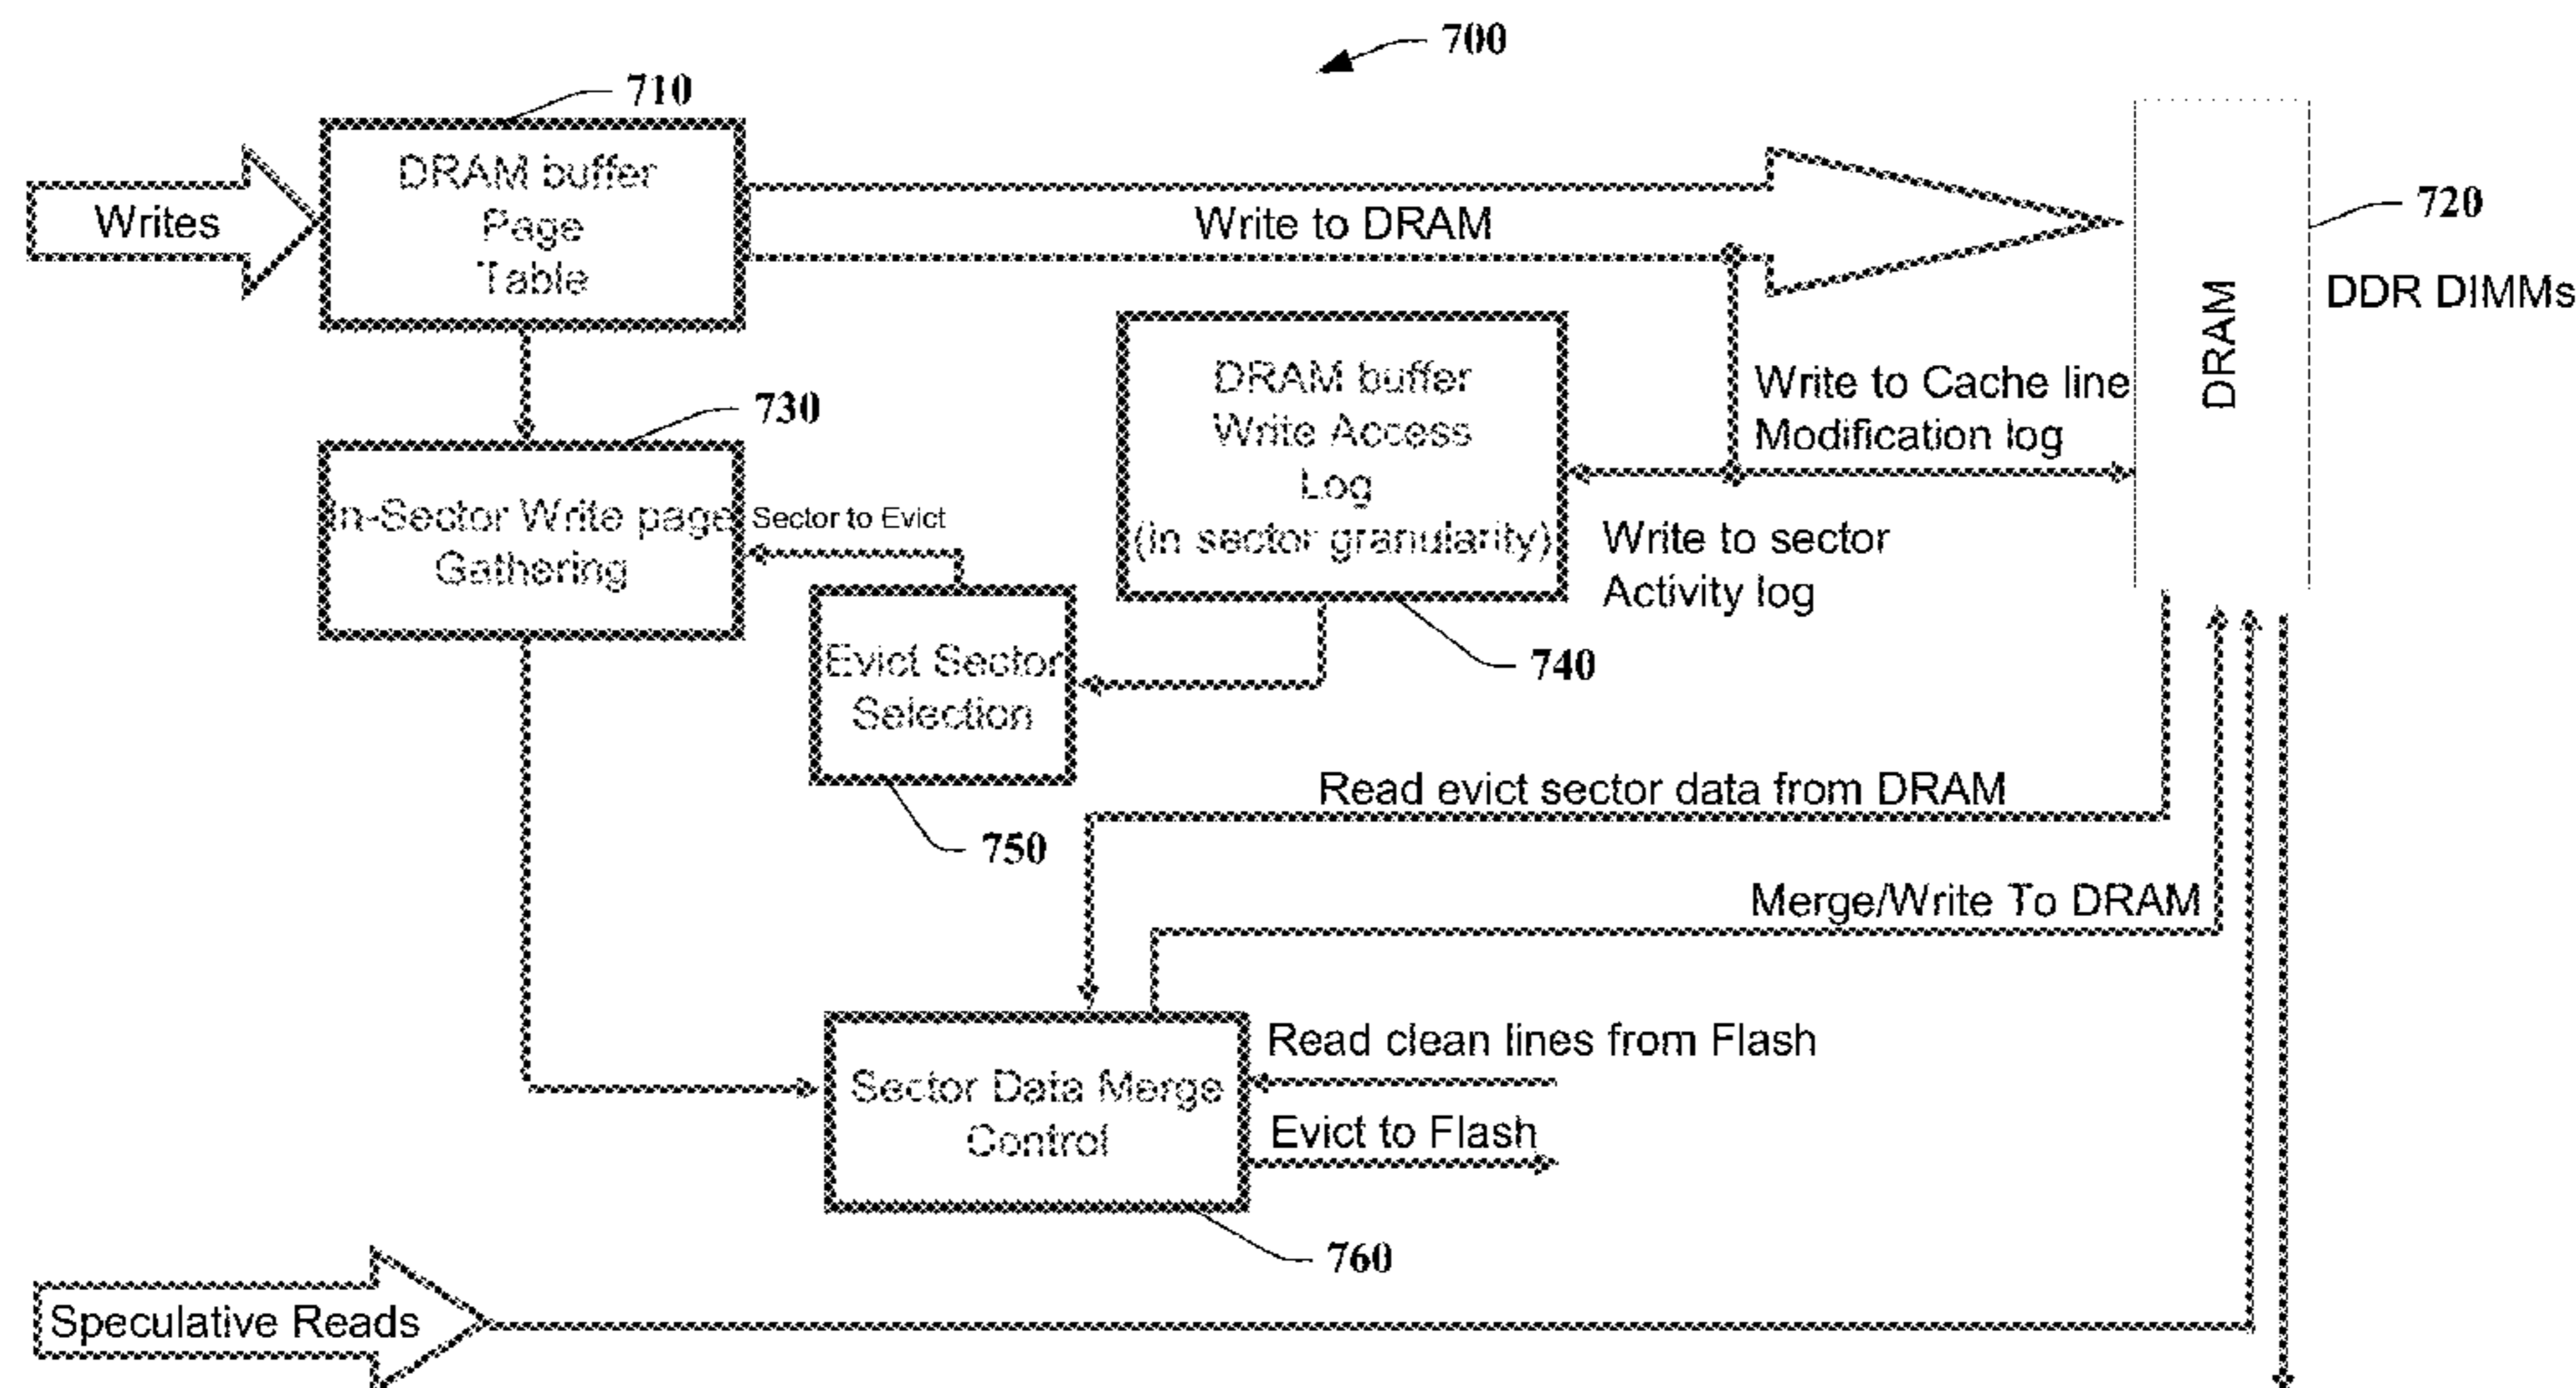 700
710
DRAM buffer
Page
Table
Writes
Write to DRAM
720
DDR DIMMs
DRAM
DRAM buffer
Write Access
Log
(in sector granularity)
Write to Cache line
Modification log
730
In-Sector Write page
Gathering
Sector to Evict
Write to sector
Activity log
740
Evict Sector
Selection
750
Read evict sector data from DRAM
Merge/Write To DRAM
Sector Data Merge
Control
Read clean lines from Flash
Evict to Flash
760
Speculative Reads